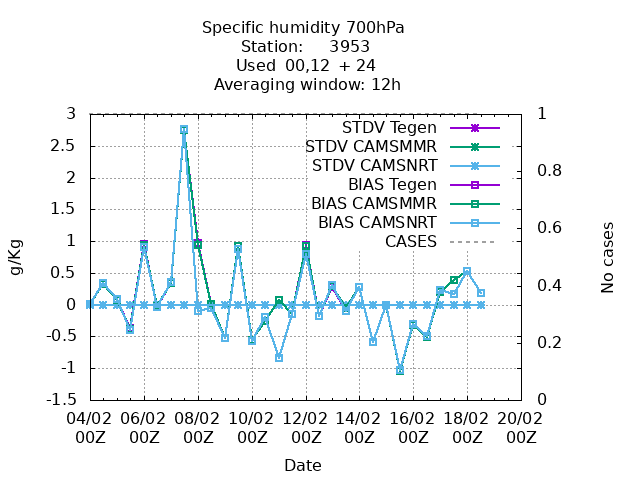 Specific humidity 700hPa
Station: 3953
Used 00,12 + 24
Averaging window: 12h
3 1
STDV Tegen
2.5 STDV CAMSMMR
STDV CAMSNRT 0.8
2 BIAS Tegen
1.5 BIAS CAMSMMR
BIAS CAMSNRT 0.6
1 CASES
0.5 0.4
0
-0.5 0.2
-1
-1.5 0
g/Kg
No cases
04/02 06/02 08/02 10/02 12/02 14/02 16/02 18/02 20/02
00Z 00Z 00Z 00Z 00Z 00Z 00Z 00Z 00Z
Date